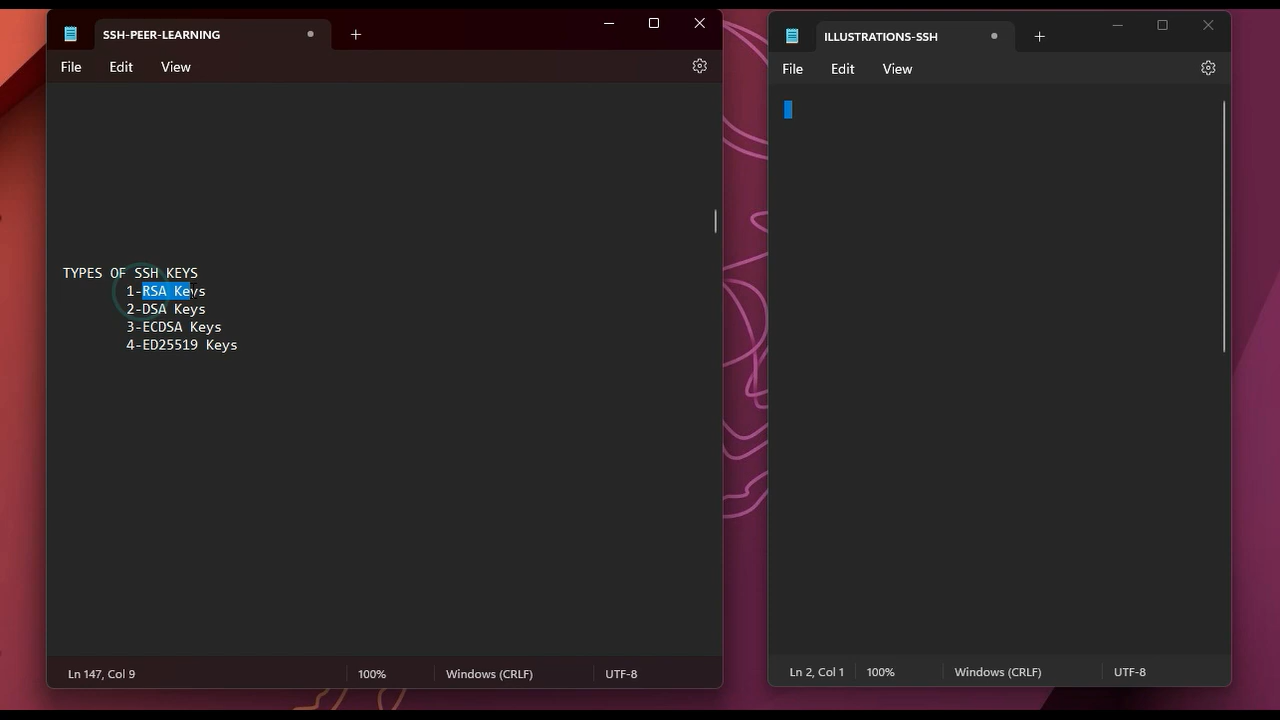 SSH-PEER-LEARNING
File Edit View
TYPES OF SSH KEYS
1-RSA Keys
2-DSA Keys
3-ECDSA Keys
4-ED25519 Keys
Ln 147, Col 9 100% Windows (CRLF) UTF-8
ILLUSTRATIONS-SSH
File Edit View
Ln 2, Col 1 100% Windows (CRLF) UTF-8